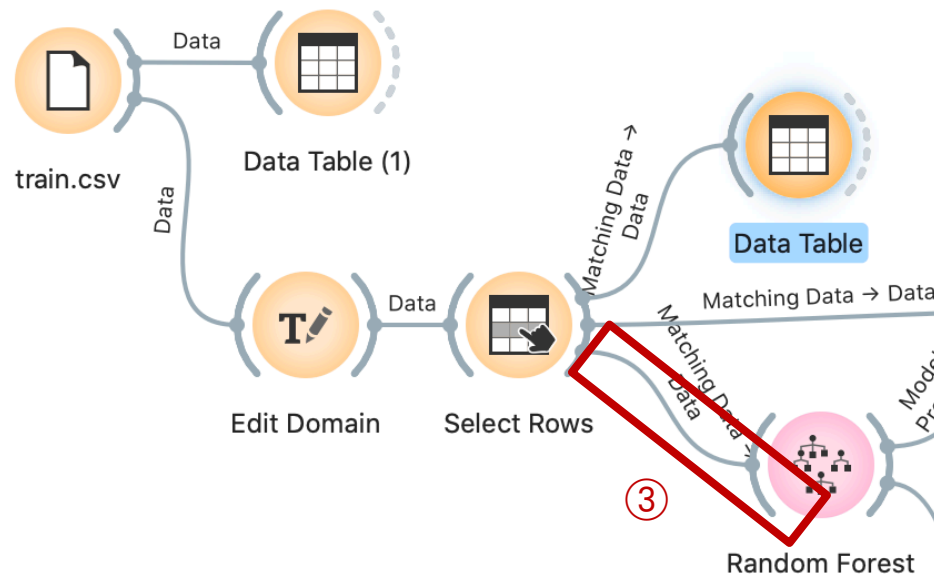 Data
train.csv
Data Table (1)
Data
Matching Data →
Data
Data Table
Data
T
Edit Domain
Select Rows
Matching Data → Data
Matching Data →
Data
Model
③
Random Forest